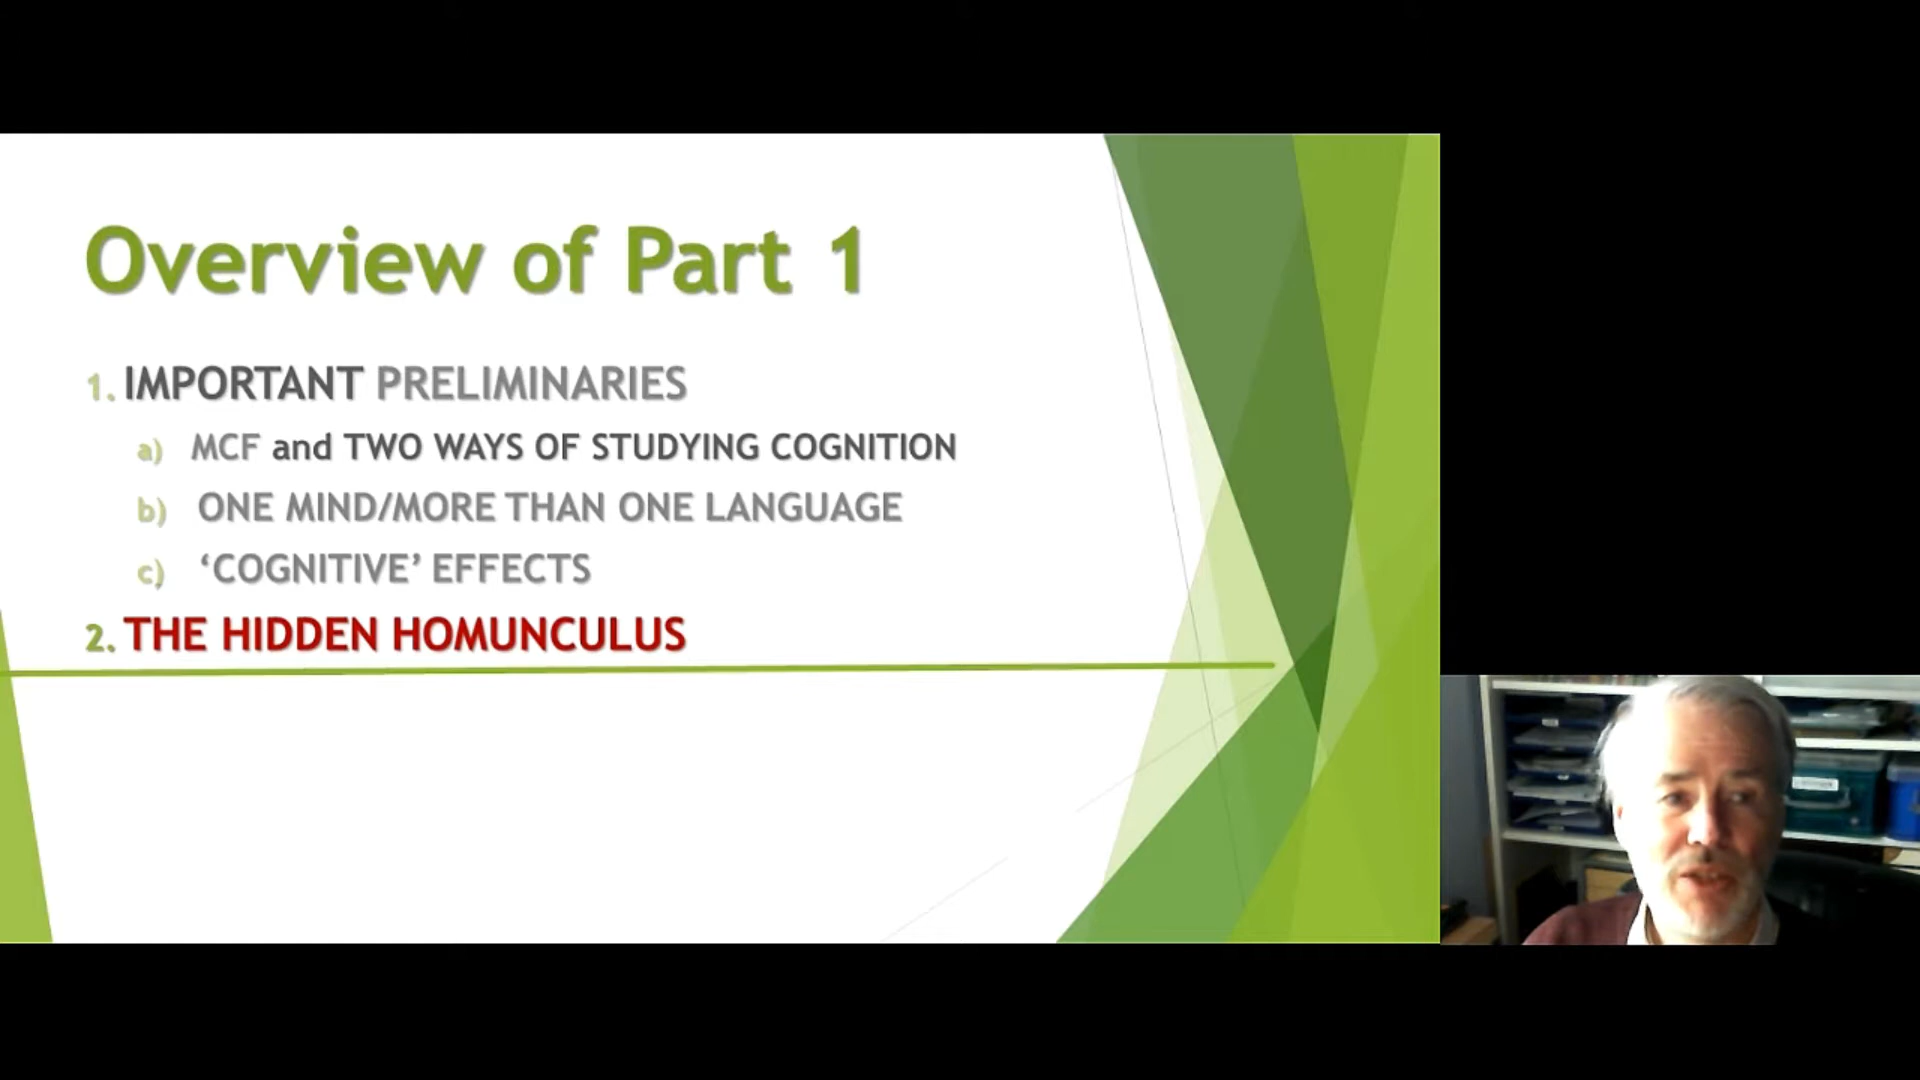 Overview of Part 1
1. IMPORTANT PRELIMINARIES
a) MCF and TWO WAYS OF STUDYING COGNITION
b) ONE MIND/MORE THAN ONE LANGUAGE
c) ‘COGNITIVE’ EFFECTS
2. THE HIDDEN HOMUNCULUS